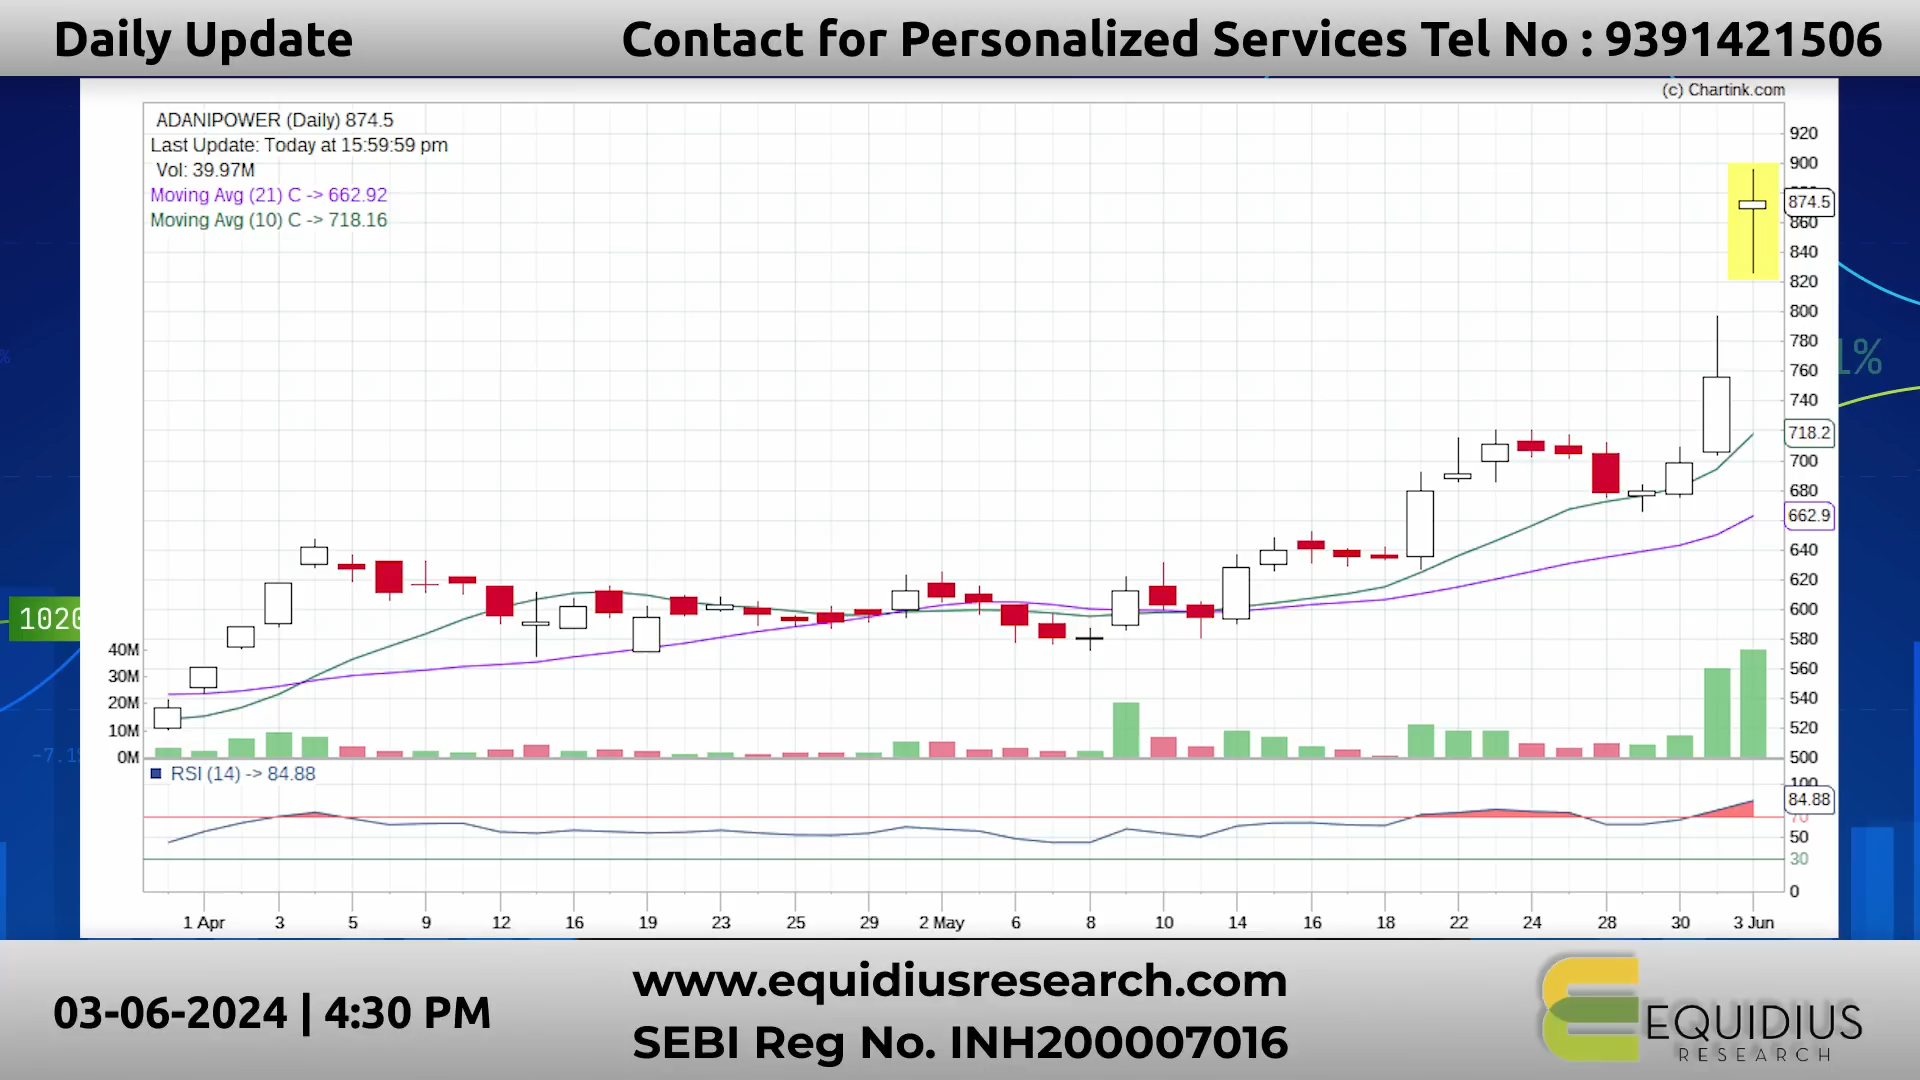 Daily Update
Contact for Personalized Services Tel No : 9391421506
(c) Chartink.com
ADANIPOWER (Daily) 874.5
Last Update: Today at 15:59:59 pm
Vol: 39.97M
Moving Avg (21) C -> 662.92
Moving Avg (10) C -> 718.16
920
900
874.5
860
840
820
800
780
760
740
718.2
700
680
662.9
640
620
600
580
560
540
520
500
40M
30M
20M
10M
0M
1%
1020
-7.1
RSI (14) -> 84.88
100
84.88
70
50
30
0
1 Apr 3 5 9 12 16 19 23 25 29 2 May 6 8 10 14 16 18 22 24 28 30 3 Jun
03-06-2024 | 4:30 PM
www.equidiusresearch.com
SEBI Reg No. INH200007016
EQUIDIUS
RESEARCH